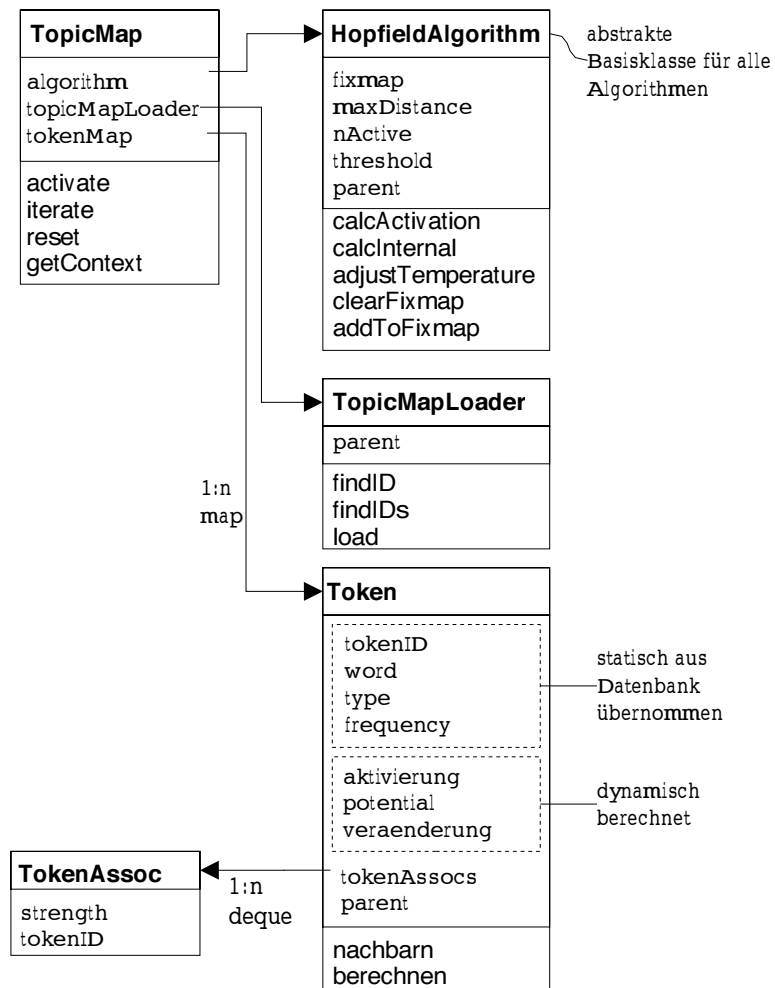 TopicMap
algorithm
topicMapLoader
tokenMap
activate
iterate
reset
getContext
HopfieldAlgorithm
fixmap
maxDistance
nActive
threshold
parent
calcActivation
calcInternal
adjustTemperature
clearFixmap
addToFixmap
abstrakte
Basisklasse für alle
Algorithmen
TopicMapLoader
parent
findID
findIDs
load
1:n
map
Token
tokenID
word
type
frequency
statisch aus
Datenbank
übernommen
aktivierung
potential
veraenderung
dynamisch
berechnet
tokenAssocs
parent
nachbarn
berechnen
1:n
deque
TokenAssoc
strength
tokenID